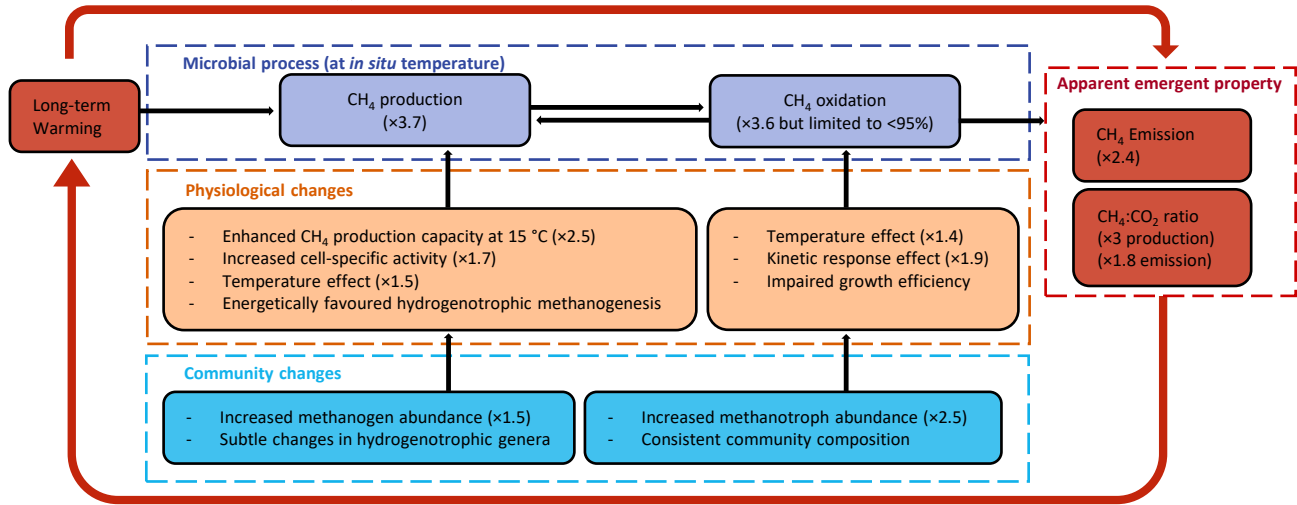 Long-term
Warming
Microbial process (at in situ temperature)
CH₄ production
(×3.7)
CH₄ oxidation
(×3.6 but limited to <95%)
Apparent emergent property
CH₄ Emission
(×2.4)
CH₄:CO₂ ratio
(×3 production)
(×1.8 emission)
Physiological changes
- Enhanced CH₄ production capacity at 15 °C (×2.5)
- Increased cell-specific activity (×1.7)
- Temperature effect (×1.5)
- Energetically favoured hydrogenotrophic methanogenesis
- Temperature effect (×1.4)
- Kinetic response effect (×1.9)
- Impaired growth efficiency
Community changes
- Increased methanogen abundance (×1.5)
- Subtle changes in hydrogenotrophic genera
- Increased methanotroph abundance (×2.5)
- Consistent community composition